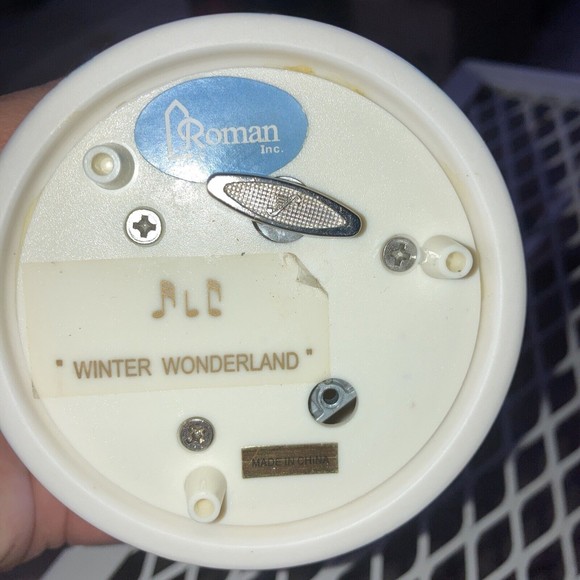 Roman
Inc.
" WINTER WONDERLAND "
MADE IN CHINA